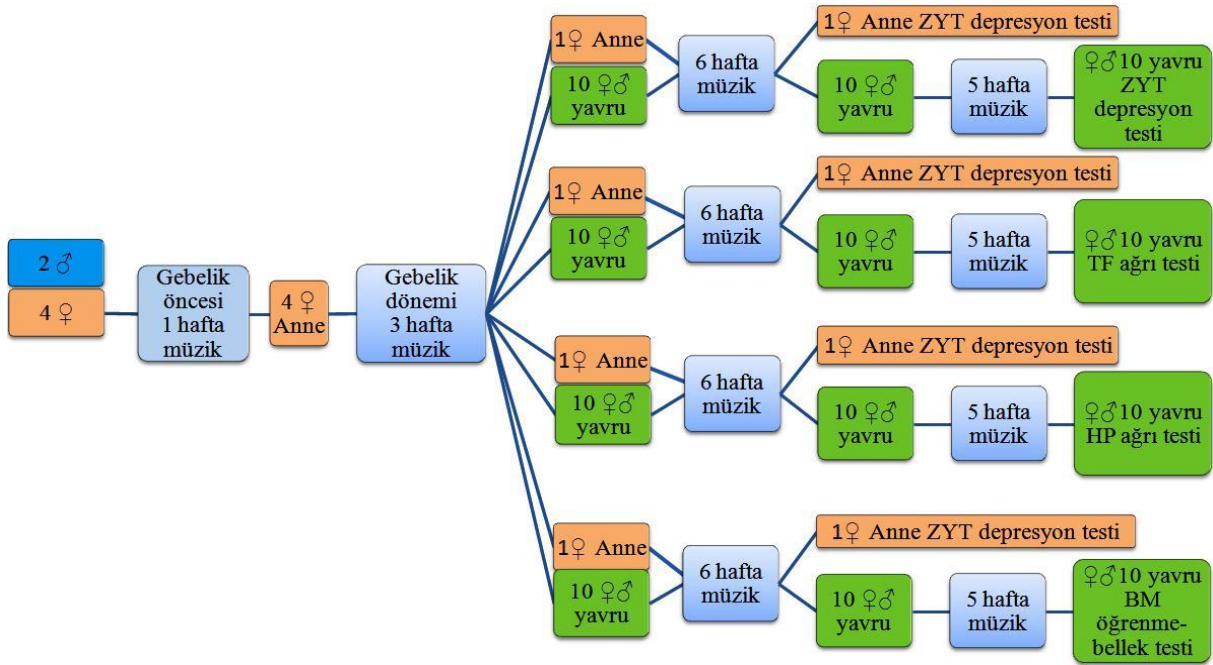 2 ♂
4 ♀
Gebelik
öncesi
1 hafta
müzik
4 ♀
Anne
Gebelik
dönemi
3 hafta
müzik
1♀ Anne
10 ♀♂
yavru
6 hafta
müzik
1♀ Anne ZYT depresyon testi
10 ♀♂
yavru
5 hafta
müzik
♀♂10 yavru
ZYT
depresyon
testi
1♀ Anne
10 ♀♂
yavru
6 hafta
müzik
1♀ Anne ZYT depresyon testi
10 ♀♂
yavru
5 hafta
müzik
♀♂10 yavru
TF ağrı testi
1♀ Anne
10 ♀♂
yavru
6 hafta
müzik
1♀ Anne ZYT depresyon testi
10 ♀♂
yavru
5 hafta
müzik
♀♂10 yavru
HP ağrı testi
1♀ Anne
10 ♀♂
yavru
6 hafta
müzik
1♀ Anne ZYT depresyon testi
10 ♀♂
yavru
5 hafta
müzik
♀♂10 yavru
BM
öğrenme-
bellek testi